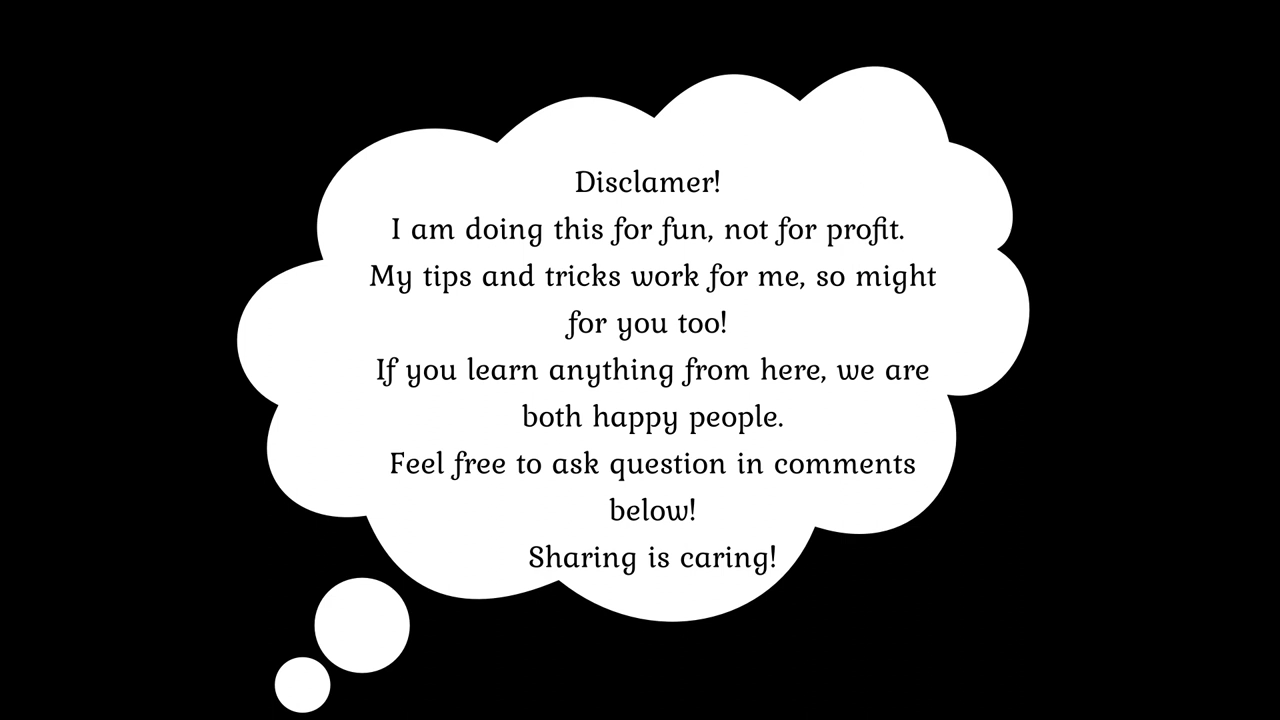 Disclamer!
I am doing this for fun, not for profit.
My tips and tricks work for me, so might
for you too!
If you learn anything from here, we are
both happy people.
Feel free to ask question in comments
below!
Sharing is caring!